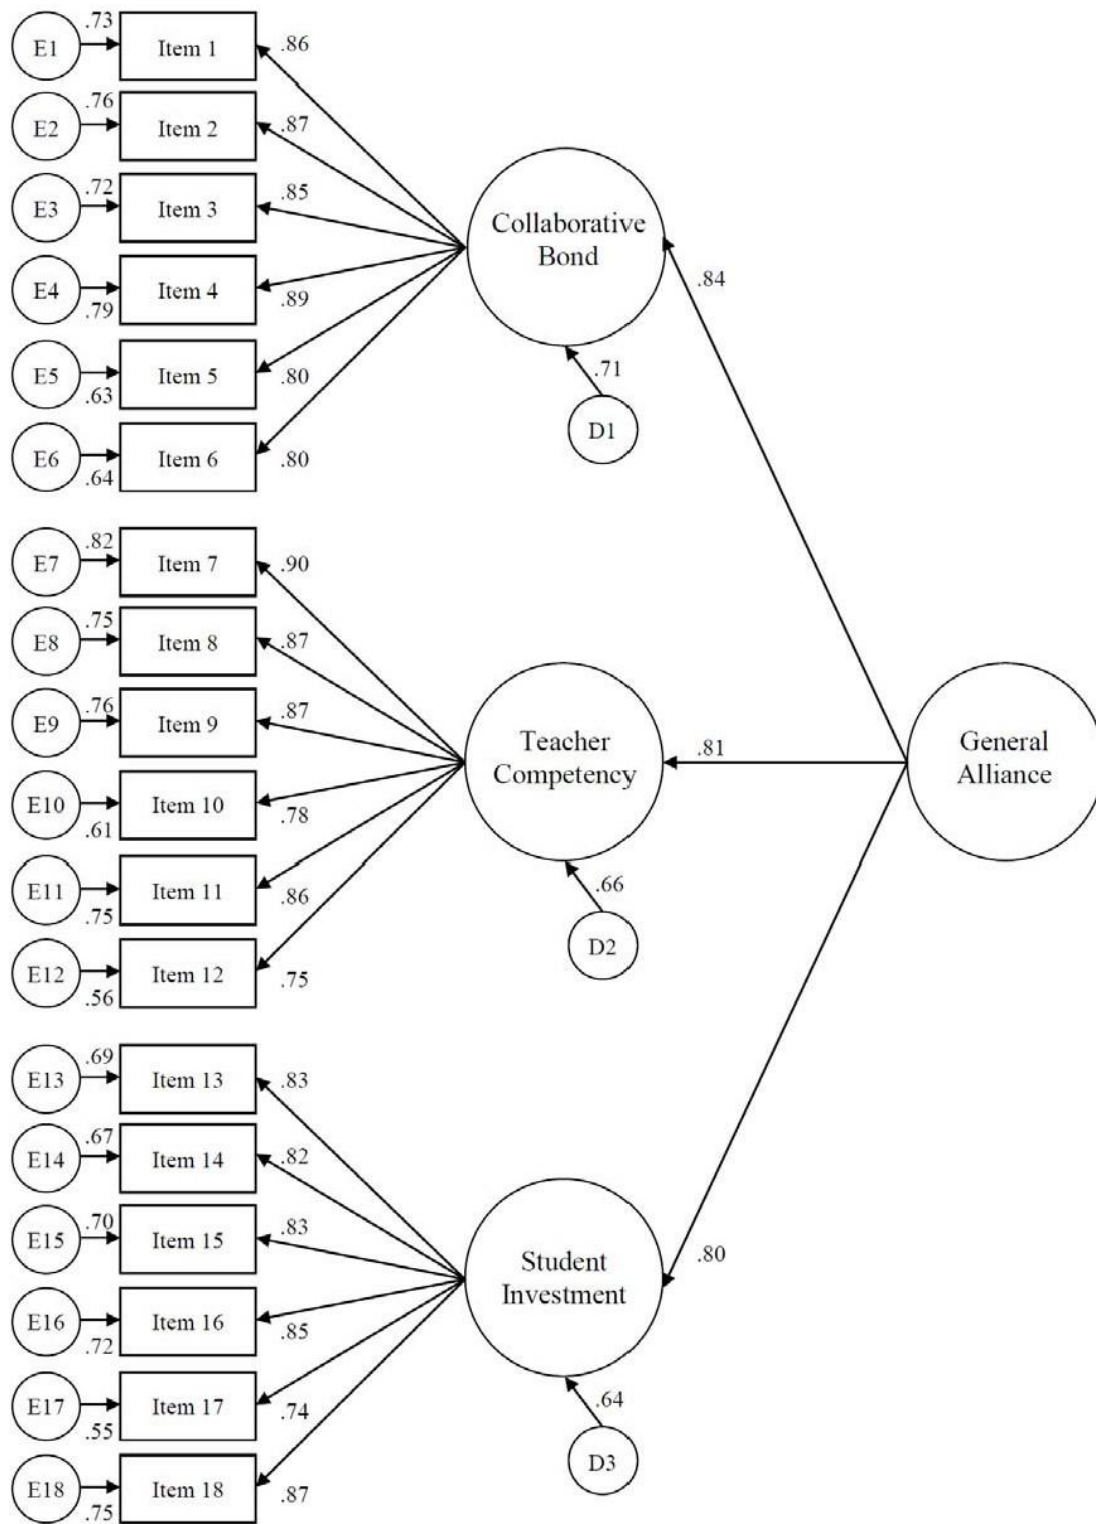 .73
E1
Item 1
.86
.76
E2
Item 2
.87
.72
E3
Item 3
.85
E4
.79
Item 4
.89
E5
.63
Item 5
.80
E6
.64
Item 6
.80
Collaborative
Bond
.84
.71
D1
.82
E7
Item 7
.90
.75
E8
Item 8
.87
.76
E9
Item 9
.87
E10
.61
Item 10
.78
E11
.75
Item 11
.86
E12
.56
Item 12
.75
Teacher
Competency
.81
.66
D2
General
Alliance
.69
E13
Item 13
.83
.67
E14
Item 14
.82
.70
E15
Item 15
.83
E16
.72
Item 16
.85
E17
.55
Item 17
.74
E18
.75
Item 18
.87
Student
Investment
.80
.64
D3